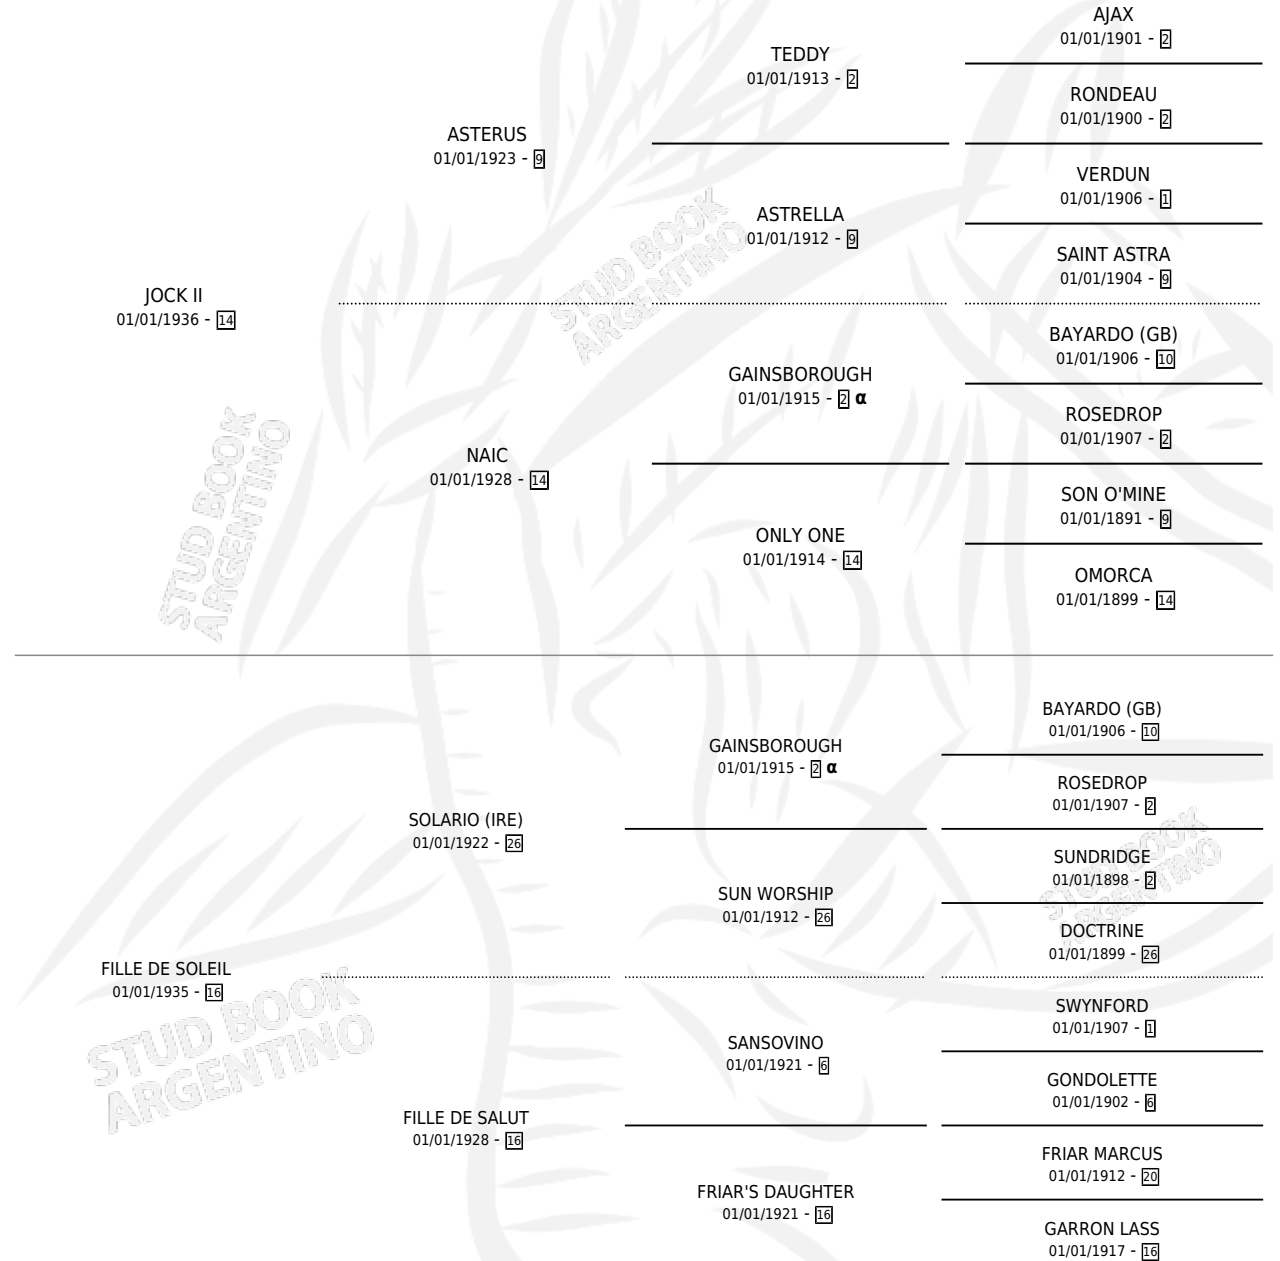 JOCK II
01/01/1936 - 14
ASTERUS
01/01/1923 - 9
NAIC
01/01/1928 - 14
TEDDY
01/01/1913 - 2
ASTRELLA
01/01/1912 - 9
GAINSBOROUGH
01/01/1915 - 2 α
ONLY ONE
01/01/1914 - 14
AJAX
01/01/1901 - 2
RONDEAU
01/01/1900 - 2
VERDUN
01/01/1906 - 1
SAINT ASTRA
01/01/1904 - 9
BAYARDO (GB)
01/01/1906 - 10
ROSEDROP
01/01/1907 - 2
SON O'MINE
01/01/1891 - 9
OMORCA
01/01/1899 - 14
FILLE DE SOLEIL
01/01/1935 - 16
SOLARIO (IRE)
01/01/1922 - 26
FILLE DE SALUT
01/01/1928 - 16
GAINSBOROUGH
01/01/1915 - 2 α
SUN WORSHIP
01/01/1912 - 26
SANSOVINO
01/01/1921 - 6
FRIAR'S DAUGHTER
01/01/1921 - 16
BAYARDO (GB)
01/01/1906 - 10
ROSEDROP
01/01/1907 - 2
SUNDRIDGE
01/01/1898 - 2
DOCTRINE
01/01/1899 - 26
SWYNFORD
01/01/1907 - 1
GONDOLETTE
01/01/1902 - 6
FRIAR MARCUS
01/01/1912 - 20
GARRON LASS
01/01/1917 - 16
STUD BOOK
ARGENTINO
STUD BOOK
ARGENTINO
STUD BOOK
ARGENTINO
STUD BOOK
ARGENTINO